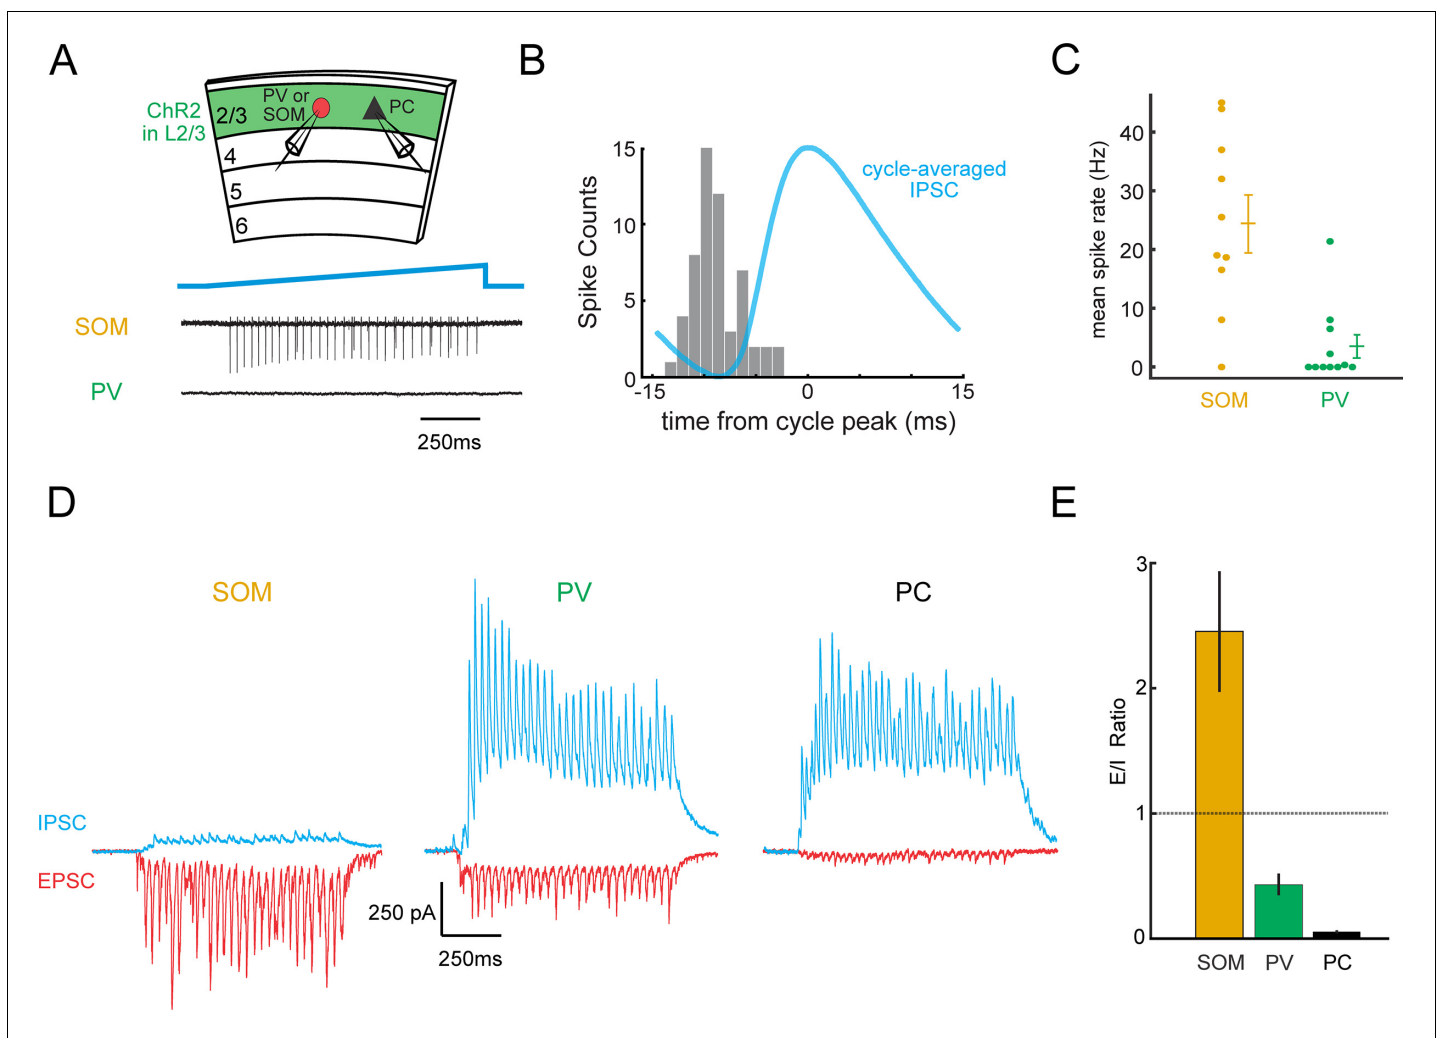 A
ChR2
in L2/3
PV or
SOM
PC
2/3
4
5
6
SOM
PV
250ms
B
Spike Counts
15
10
5
0
-15
0
15
time from cycle peak (ms)
cycle-averaged
IPSC
C
mean spike rate (Hz)
40
30
20
10
0
SOM
PV
D
SOM
PV
PC
IPSC
EPSC
250 pA
250ms
E
E/I Ratio
3
2
1
0
SOM
PV
PC